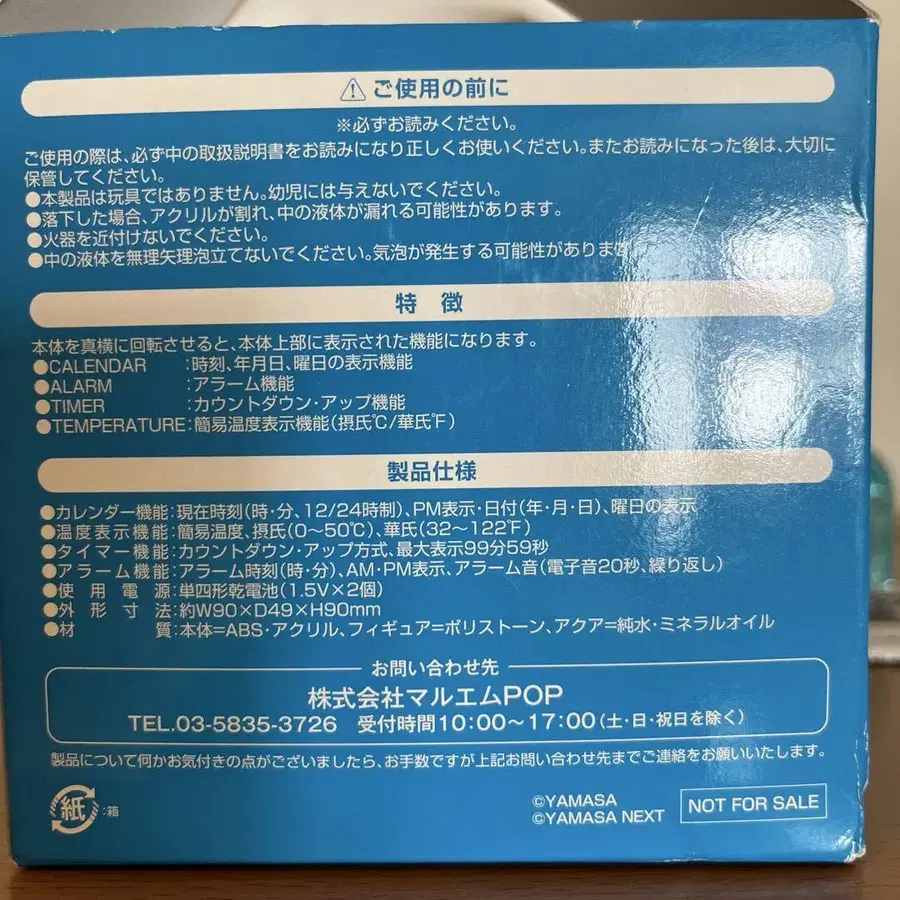 ⚠ご使用の前に
※必ずお読みください。
ご使用の際は、必ず中の取扱説明書をお読みになり正しくお使いください。またお読みになった後は、大切に
保管してください。
●本製品は玩具ではありません。幼児には与えないでください。
●落下した場合、アクリルが割れ、中の液体が漏れる可能性があります。
●火器を近付けないでください。
●中の液体を無理矢理泡立てないでください。気泡が発生する可能性があります
特 徴
本体を真横に回転させると、本体上部に表示された機能になります。
●CALENDAR :時刻、年月日、曜日の表示機能
●ALARM :アラーム機能
●TIMER :カウントダウン・アップ機能
●TEMPERATURE:簡易温度表示機能(摂氏℃/華氏℉)
製品仕様
●カレンダー機能:現在時刻(時・分、12/24時制)、PM表示・日付(年・月・日)、曜日の表示
●温度表示機能:簡易温度、摂氏(0〜50℃)、華氏(32〜122℉)
●タイマー機能:カウントダウン・アップ方式、最大表示99分59秒
●アラーム機能:アラーム時刻(時・分)、AM・PM表示、アラーム音(電子音20秒、繰り返し)
●使用電源:単四形乾電池(1.5V×2個)
●外形寸法:約W90×D49×H90mm
●材質:本体=ABS・アクリル、フィギュア=ポリストーン、アクア=純水・ミネラルオイル
お問い合わせ先
株式会社マルエムPOP
TEL.03-5835-3726 受付時間10:00〜17:00(土・日・祝日を除く)
製品について何かお気付きの点がございましたら、お手数ですが上記お問い合わせ先までご連絡をお願いいたします。
紙:箱
©YAMASA
©YAMASA NEXT
NOT FOR SALE